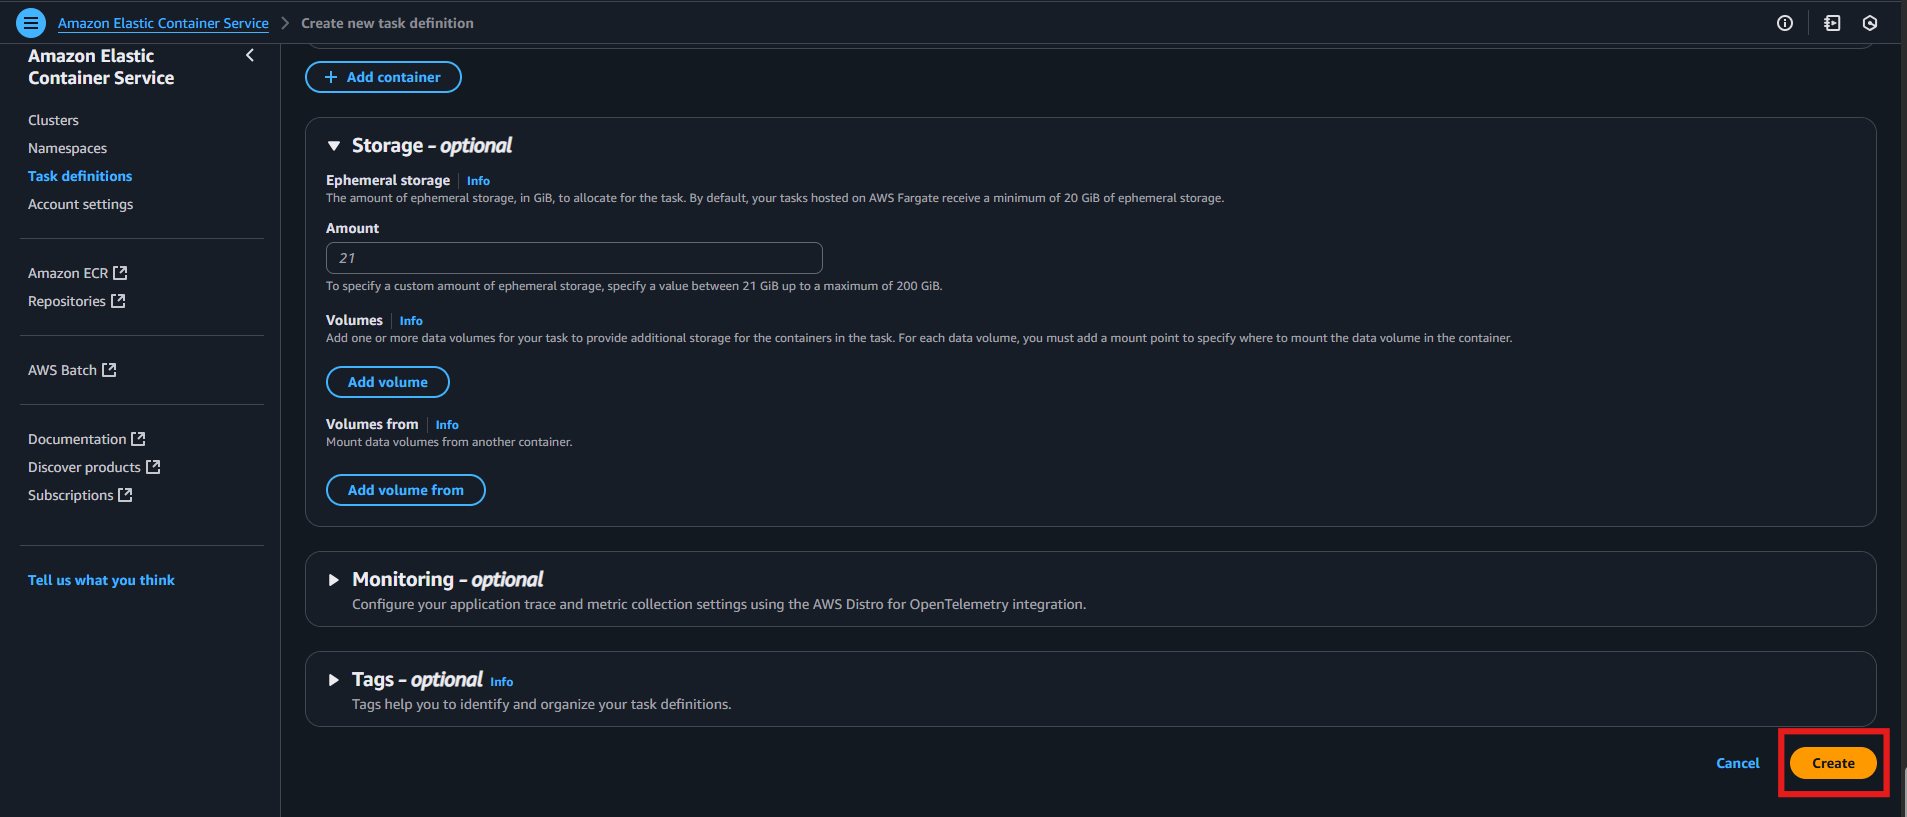 Amazon Elastic Container Service > Create new task definition
Amazon Elastic
Container Service
Clusters
Namespaces
Task definitions
Account settings
Amazon ECR
Repositories
AWS Batch
Documentation
Discover products
Subscriptions
Tell us what you think
+ Add container
Storage - optional
Ephemeral storage | Info
The amount of ephemeral storage, in GiB, to allocate for the task. By default, your tasks hosted on AWS Fargate receive a minimum of 20 GiB of ephemeral storage.
Amount
21
To specify a custom amount of ephemeral storage, specify a value between 21 GiB up to a maximum of 200 GiB.
Volumes | Info
Add one or more data volumes for your task to provide additional storage for the containers in the task. For each data volume, you must add a mount point to specify where to mount the data volume in the container.
Add volume
Volumes from | Info
Mount data volumes from another container.
Add volume from
Monitoring - optional
Configure your application trace and metric collection settings using the AWS Distro for OpenTelemetry integration.
Tags - optional Info
Tags help you to identify and organize your task definitions.
Cancel Create